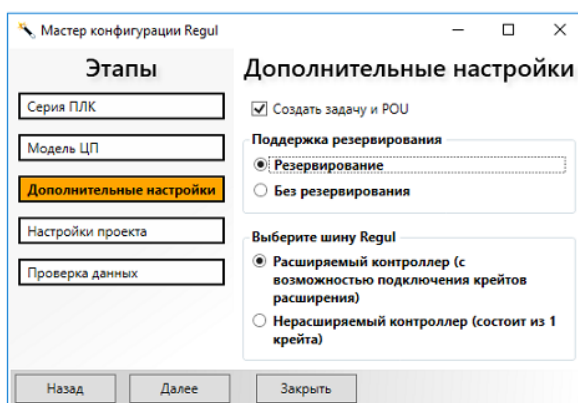 Мастер конфигурации Regul
Этапы
Серия ПЛК
Модель ЦП
Дополнительные настройки
Настройки проекта
Проверка данных
Дополнительные настройки
Создать задачу и POU
Поддержка резервирования
Резервирование
Без резервирования
Выберите шину Regul
Расширяемый контроллер (с
возможностью подключения крейтов
расширения)
Нерасширяемый контроллер (состоит из 1
крейта)
Назад
Далее
Закрыть